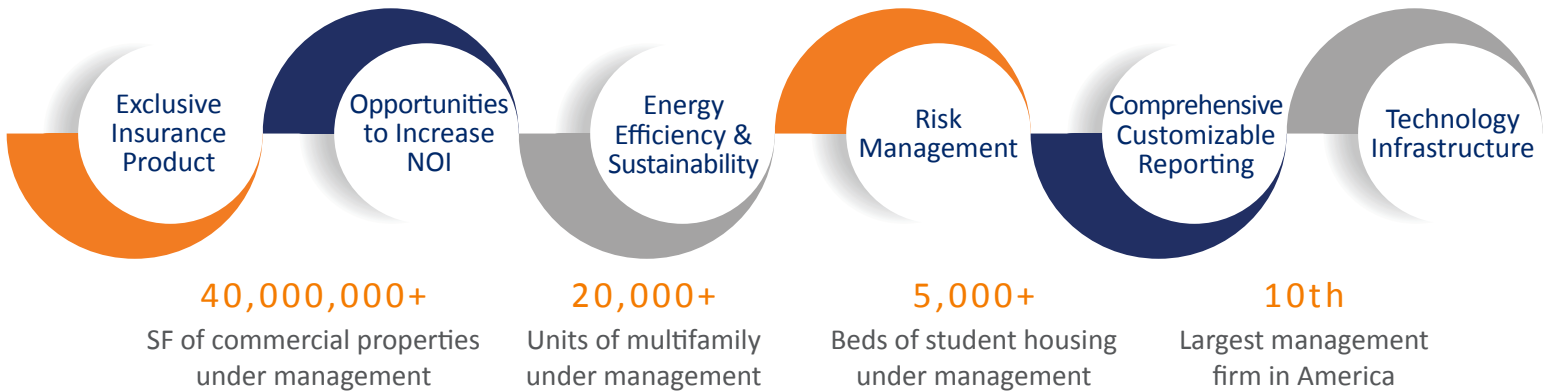 Exclusive
Insurance
Product
Opportunities
to Increase
NOI
Energy
Efficiency &
Sustainability
Risk
Management
Comprehensive
Customizable
Reporting
Technology
Infrastructure
40,000,000+
SF of commercial properties
under management
20,000+
Units of multifamily
under management
5,000+
Beds of student housing
under management
10th
Largest management
firm in America